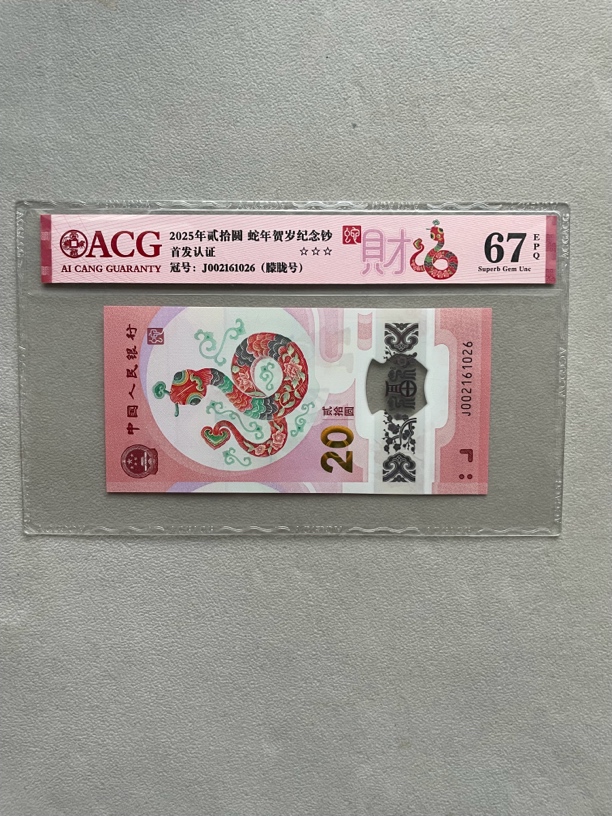 ACG
AI CANG GUARANTY
2025年贰拾圆 蛇年贺岁纪念钞
首发认证 ☆☆☆
冠号：J002161026（朦胧号）
財
67
EPQ
Superb Gem Unc
中国人民银行
贰拾圆
20
J002161026